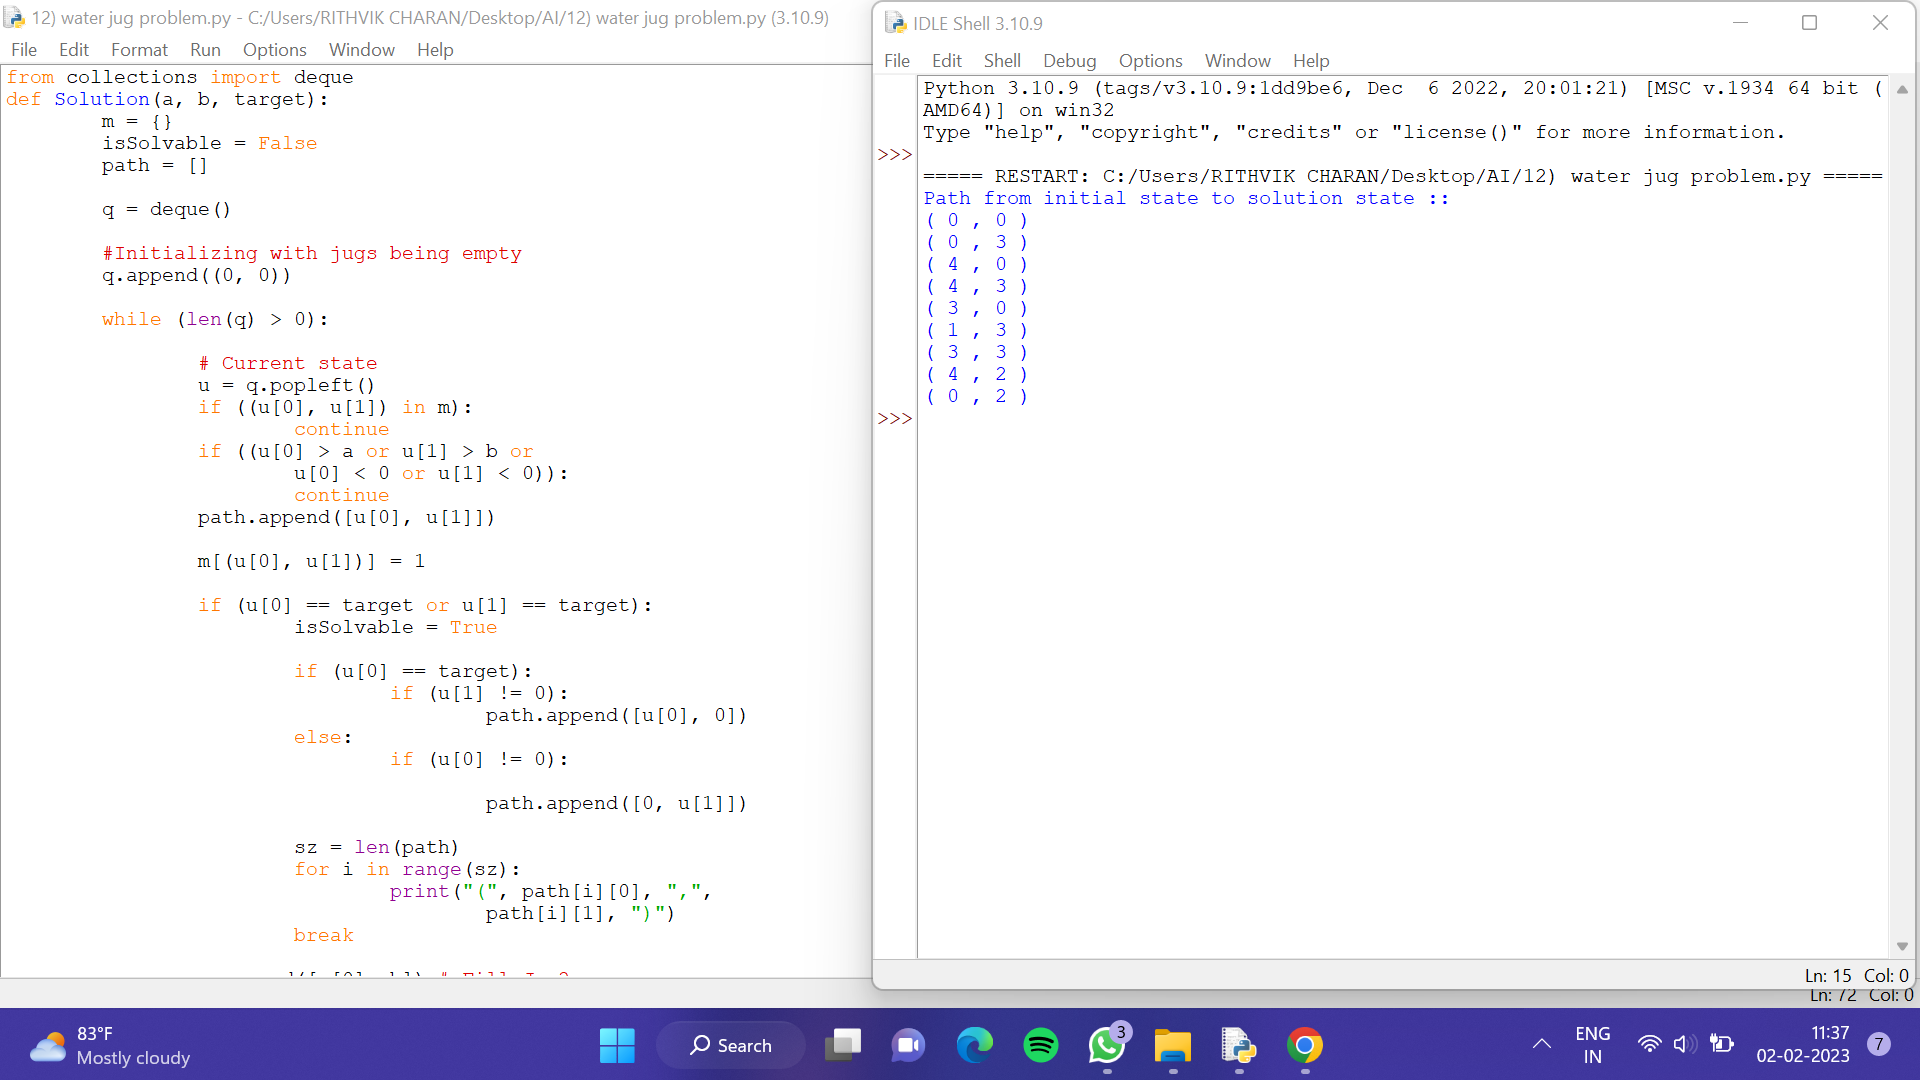 12) water jug problem.py - C:/Users/RITHVIK CHARAN/Desktop/AI/12) water jug problem.py (3.10.9)
File Edit Format Run Options Window Help
from collections import deque
def Solution(a, b, target):
        m = {}
        isSolvable = False
        path = []
        q = deque()
        #Initializing with jugs being empty
        q.append((0, 0))
        while (len(q) > 0):
                # Current state
                u = q.popleft()
                if ((u[0], u[1]) in m):
                        continue
                if ((u[0] > a or u[1] > b or
                        u[0] < 0 or u[1] < 0)):
                        continue
                path.append([u[0], u[1]])
                m[(u[0], u[1])] = 1
                if (u[0] == target or u[1] == target):
                        isSolvable = True
                        if (u[0] == target):
                                if (u[1] != 0):
                                        path.append([u[0], 0])
                        else:
                                if (u[0] != 0):
                                        path.append([0, u[1]])
                        sz = len(path)
                        for i in range(sz):
                                print("(", path[i][0], ",",
                                        path[i][1], ")")
                        break
IDLE Shell 3.10.9
File Edit Shell Debug Options Window Help
Python 3.10.9 (tags/v3.10.9:1dd9be6, Dec  6 2022, 20:01:21) [MSC v.1934 64 bit (
AMD64)] on win32
Type "help", "copyright", "credits" or "license()" for more information.
>>>
===== RESTART: C:/Users/RITHVIK CHARAN/Desktop/AI/12) water jug problem.py =====
Path from initial state to solution state ::
( 0 , 0 )
( 0 , 3 )
( 4 , 0 )
( 4 , 3 )
( 3 , 0 )
( 1 , 3 )
( 3 , 3 )
( 4 , 2 )
( 0 , 2 )
>>>
Ln: 15 Col: 0
Ln: 72 Col: 0
83°F
Mostly cloudy
Search
3
ENG
IN
11:37
02-02-2023
7